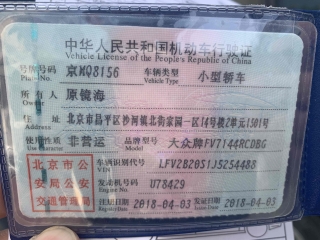 中华人民共和国机动车行驶证
Vehicle License of the People's Republic of China
号牌号码 京MQ8156 车辆类型 小型轿车
Plate No. Vehicle Type
所有人 原镜海
Owner
住址 北京市昌平区沙河镇北街家园一区14号楼2单元1501号
Address
使用性质 非营运 品牌型号 大众牌FV7144RCDBG
Use Character Model
北京市公
安局公安
交通管理局
车辆识别代号 LFV2B20S1J5254488
VIN
发动机号码 U78429
Engine No.
注册日期 2018-04-03 发证日期 2018-04-03
Register Date Issue Date